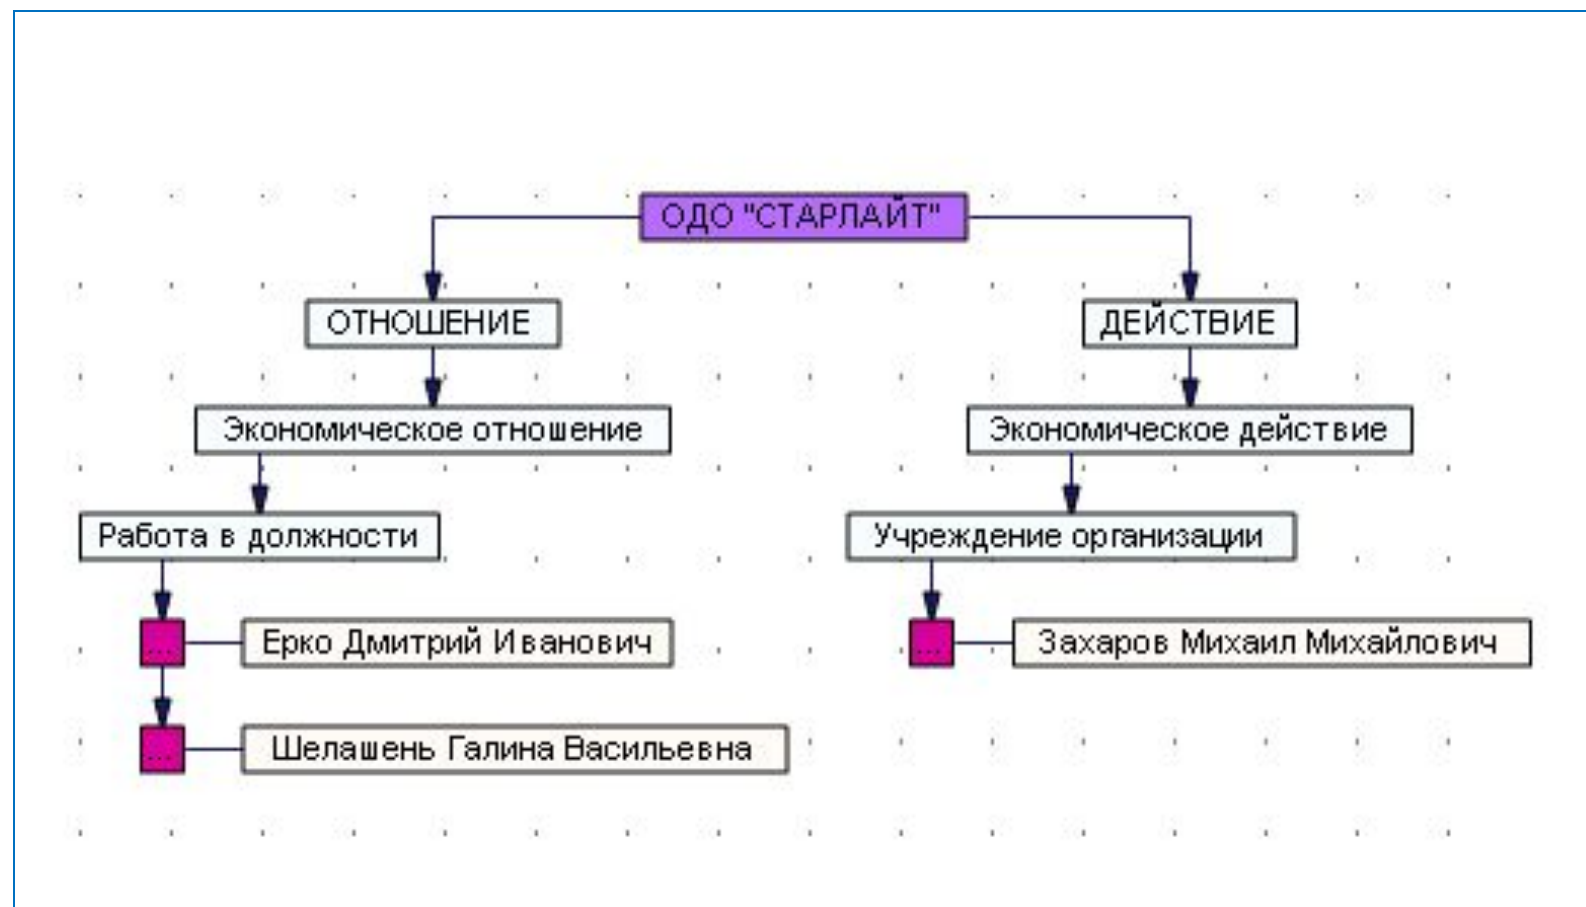 ОДО "СТАРЛАЙТ"
ОТНОШЕНИЕ
ДЕЙСТВИЕ
Экономическое отношение
Экономическое действие
Работа в должности
Учреждение организации
... Ерко Дмитрий Иванович
... Захаров Михаил Михайлович
... Шелашень Галина Васильевна